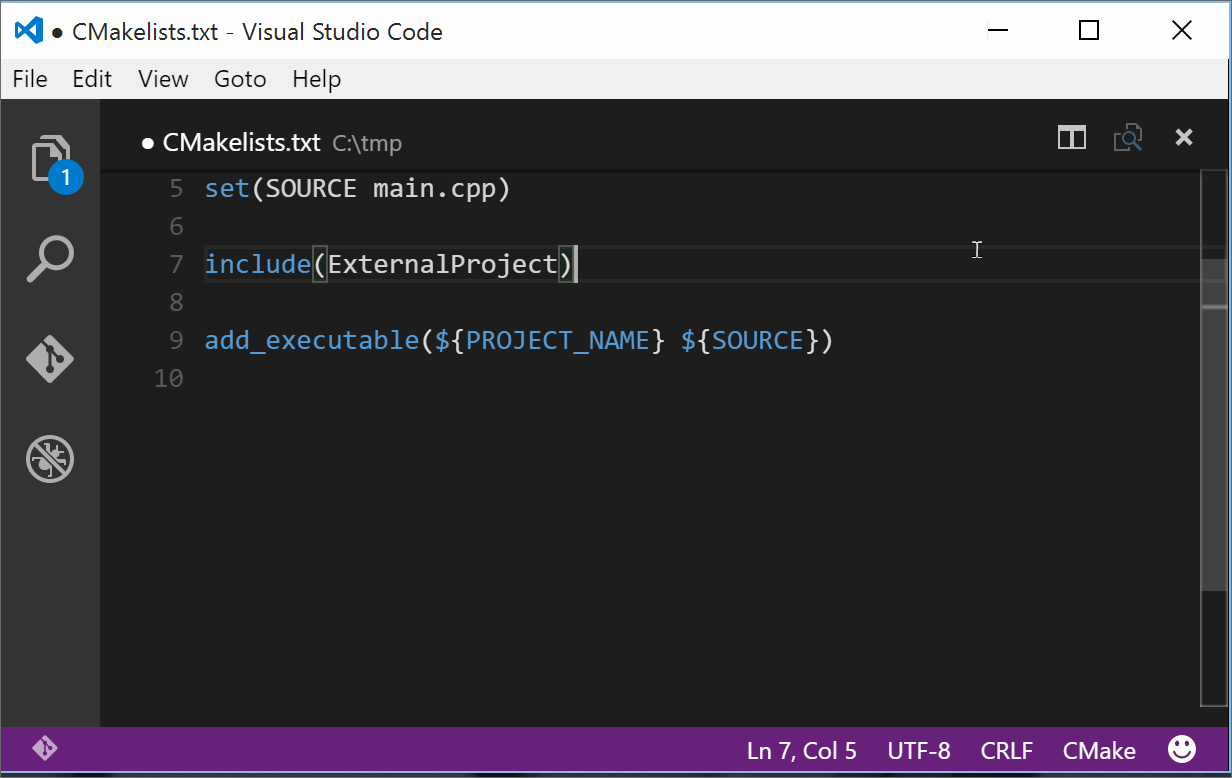 ● CMakelists.txt - Visual Studio Code
File Edit View Goto Help
1
● CMakelists.txt C:\tmp
5 set(SOURCE main.cpp)
6
7 include(ExternalProject)
8
9 add_executable(${PROJECT_NAME} ${SOURCE})
10
Ln 7, Col 5 UTF-8 CRLF CMake